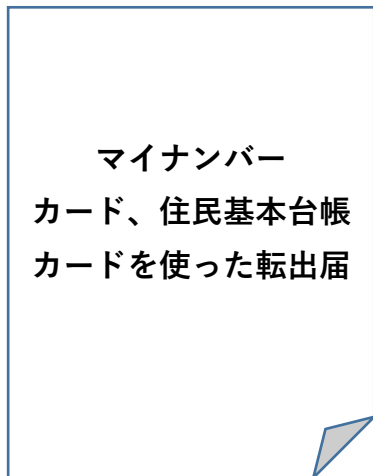 マイナンバー
カード、住民基本台帳
カードを使った転出届